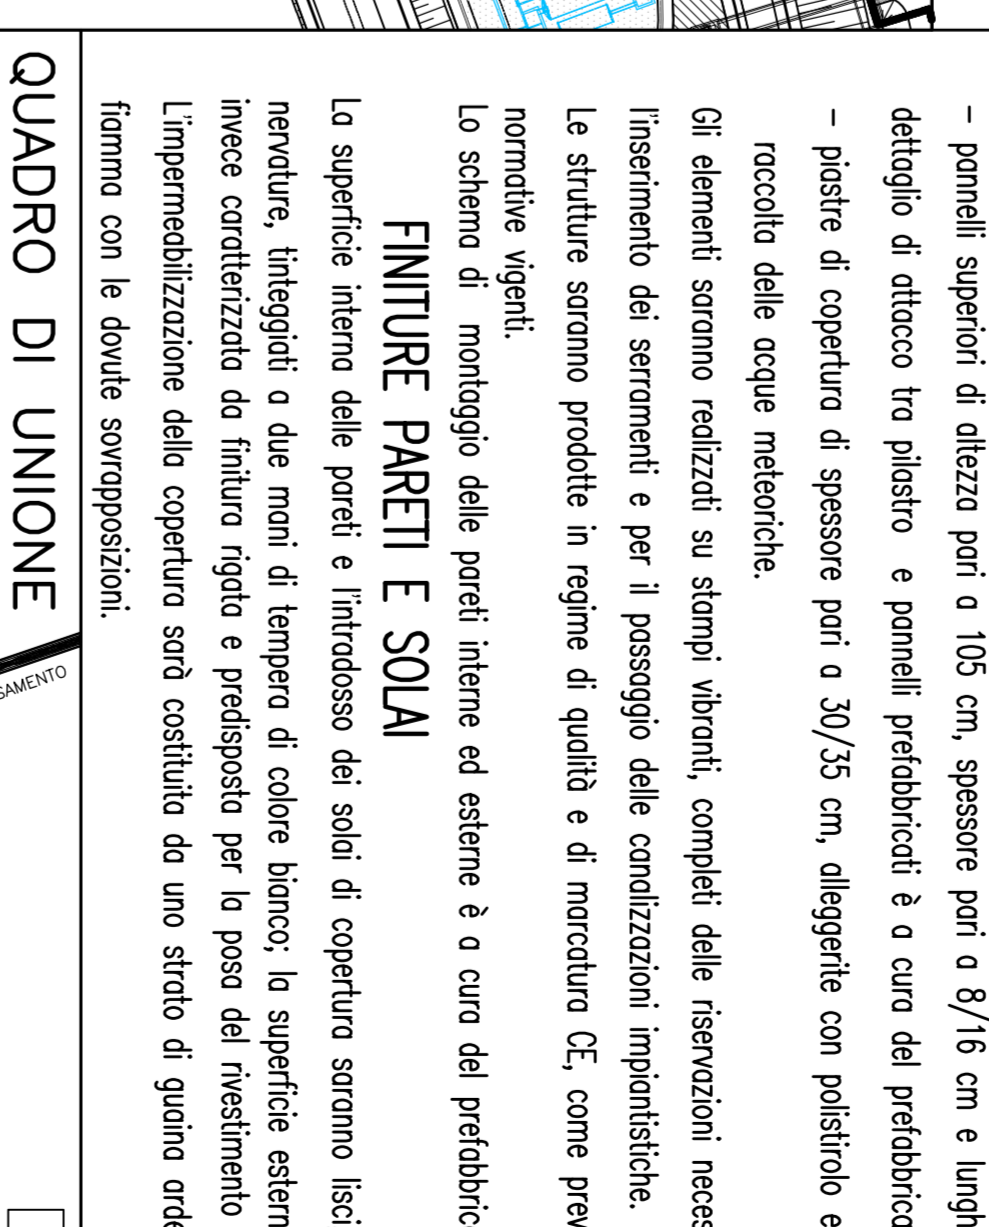 – pannelli superiori di altezza pari a 105 cm, spessore pari a 8/16 cm e
dettaglio di attacco tra pilastro e pannelli prefabbricati è a cura del
– piastre di copertura di spessore pari a 30/35 cm, alleggerite con polistirolo e
raccolta delle acque meteoriche.
Gli elementi saranno realizzati su stampi vibranti, completi delle riservazioni
l'inserimento dei serramenti e per il passaggio delle canalizzazioni impiantistiche.
Le strutture saranno prodotte in regime di qualità e di marcatura CE, come
normative vigenti.
Lo schema di montaggio delle pareti interne ed esterne è a cura del
FINITURE PARETI E SOLAI
La superficie interna delle pareti e l'intradosso dei solai di copertura saranno lisci
nervature, tinteggiati a due mani di tempera di colore bianco; la superficie
invece caratterizzata da finitura rigata e predisposta per la posa del rivestimento
L'impermeabilizzazione della copertura sarà costituita da uno strato di guaina
fiamma con le dovute sovrapposizioni.
QUADRO DI UNIONE